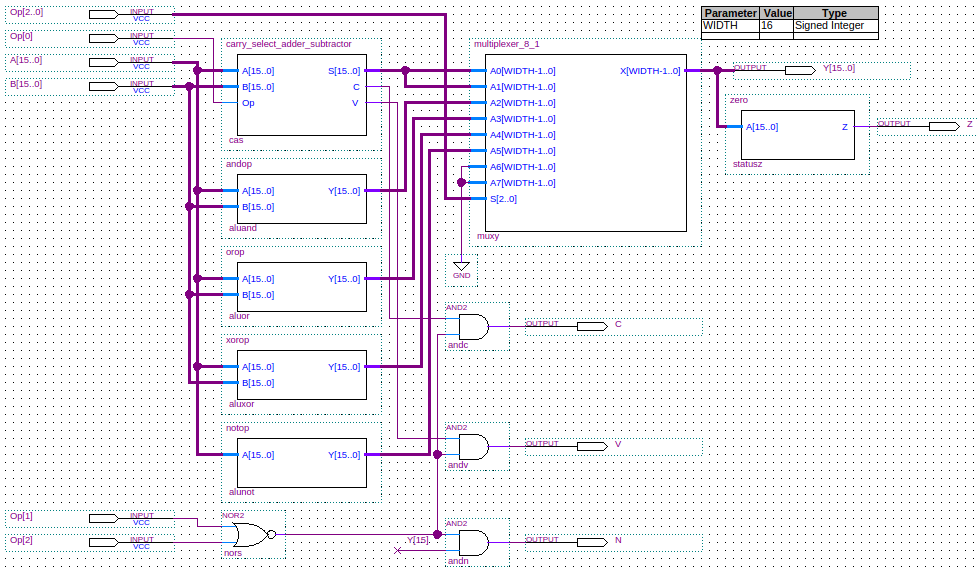 Op[2..0] INPUT VCC
Op[0] INPUT VCC
A[15..0] INPUT VCC
B[15..0] INPUT VCC
Parameter Value Type
WIDTH 16 Signed Integer
carry_select_adder_subtractor
A[15..0] S[15..0]
B[15..0] C
Op V
cas
multiplexer_8_1
A0[WIDTH-1..0] X[WIDTH-1..0]
A1[WIDTH-1..0]
A2[WIDTH-1..0]
A3[WIDTH-1..0]
A4[WIDTH-1..0]
A5[WIDTH-1..0]
A6[WIDTH-1..0]
A7[WIDTH-1..0]
S[2..0]
muxy
OUTPUT Y[15..0]
zero
A[15..0] Z
statusz
OUTPUT Z
andop
A[15..0] Y[15..0]
B[15..0]
aluand
orop
A[15..0] Y[15..0]
B[15..0]
aluor
GND
xorop
A[15..0] Y[15..0]
B[15..0]
aluxor
AND2
andc
OUTPUT C
notop
A[15..0] Y[15..0]
alunot
AND2
andv
OUTPUT V
Op[1] INPUT VCC
Op[2] INPUT VCC
NOR2
nors
Y[15]
AND2
andn
OUTPUT N